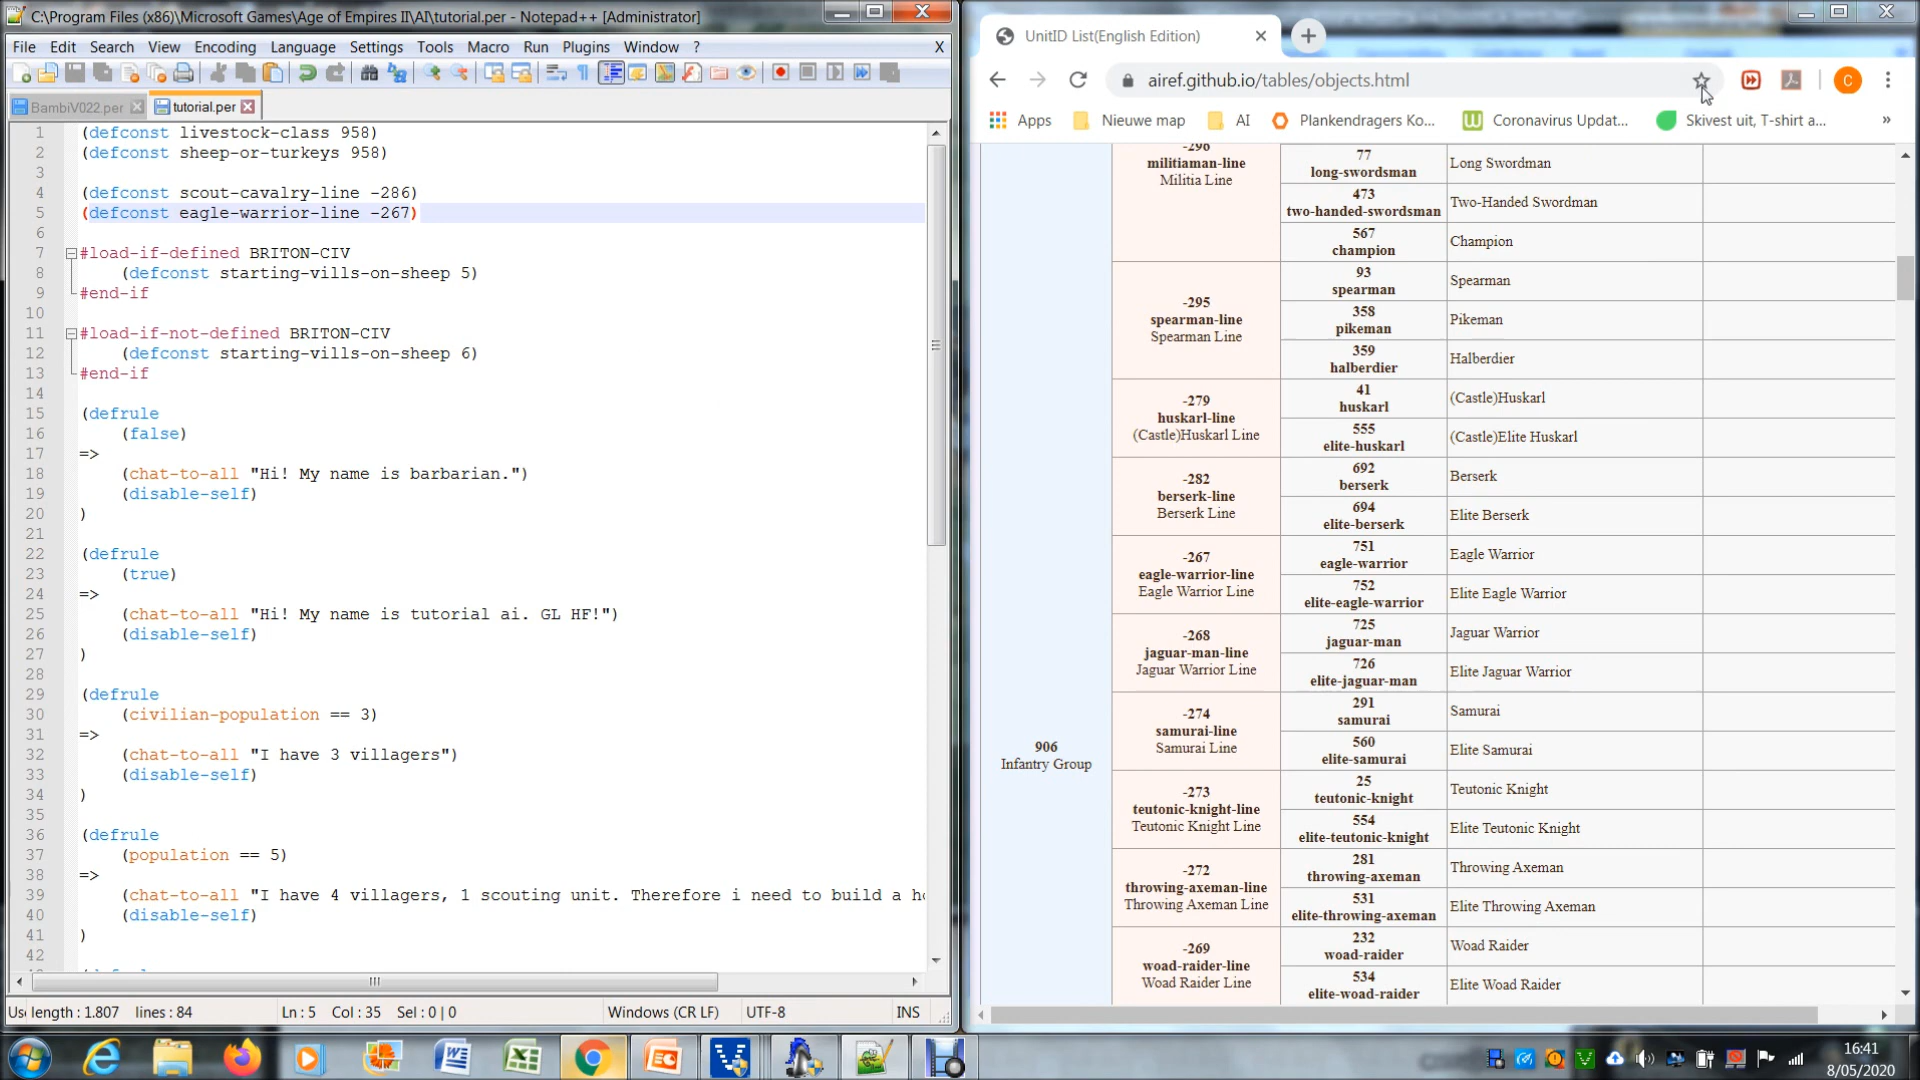 C:\Program Files (x86)\Microsoft Games\Age of Empires II\AI\tutorial.per - Notepad++ [Administrator]
File Edit Search View Encoding Language Settings Tools Macro Run Plugins Window ? X
BambiV022.per tutorial.per
1 (defconst livestock-class 958)
2 (defconst sheep-or-turkeys 958)
3
4 (defconst scout-cavalry-line -286)
5 (defconst eagle-warrior-line -267)
6
7 #load-if-defined BRITON-CIV
8 (defconst starting-vills-on-sheep 5)
9 #end-if
10
11 #load-if-not-defined BRITON-CIV
12 (defconst starting-vills-on-sheep 6)
13 #end-if
14
15 (defrule
16 (false)
17 =>
18 (chat-to-all "Hi! My name is barbarian.")
19 (disable-self)
20 )
21
22 (defrule
23 (true)
24 =>
25 (chat-to-all "Hi! My name is tutorial ai. GL HF!")
26 (disable-self)
27 )
28
29 (defrule
30 (civilian-population == 3)
31 =>
32 (chat-to-all "I have 3 villagers")
33 (disable-self)
34 )
35
36 (defrule
37 (population == 5)
38 =>
39 (chat-to-all "I have 4 villagers, 1 scouting unit. Therefore i need to build a
40 (disable-self)
41 )
42
length : 1.807 lines : 84 Ln : 5 Col : 35 Sel : 0 | 0 Windows (CR LF) UTF-8 INS
UnitID List(English Edition)
airef.github.io/tables/objects.html
C
Apps Nieuwe map AI Plankendragers Ko... Coronavirus Updat... Skivest uit, T-shirt a... »
906
Infantry Group
-296
militiaman-line
Militia Line
77
long-swordsman
Long Swordman
473
two-handed-swordsman
Two-Handed Swordman
567
champion
Champion
-295
spearman-line
Spearman Line
93
spearman
Spearman
358
pikeman
Pikeman
359
halberdier
Halberdier
-279
huskarl-line
(Castle)Huskarl Line
41
huskarl
(Castle)Huskarl
555
elite-huskarl
(Castle)Elite Huskarl
-282
berserk-line
Berserk Line
692
berserk
Berserk
694
elite-berserk
Elite Berserk
-267
eagle-warrior-line
Eagle Warrior Line
751
eagle-warrior
Eagle Warrior
752
elite-eagle-warrior
Elite Eagle Warrior
-268
jaguar-man-line
Jaguar Warrior Line
725
jaguar-man
Jaguar Warrior
726
elite-jaguar-man
Elite Jaguar Warrior
-274
samurai-line
Samurai Line
291
samurai
Samurai
560
elite-samurai
Elite Samurai
-273
teutonic-knight-line
Teutonic Knight Line
25
teutonic-knight
Teutonic Knight
554
elite-teutonic-knight
Elite Teutonic Knight
-272
throwing-axeman-line
Throwing Axeman Line
281
throwing-axeman
Throwing Axeman
531
elite-throwing-axeman
Elite Throwing Axeman
-269
woad-raider-line
Woad Raider Line
232
woad-raider
Woad Raider
534
elite-woad-raider
Elite Woad Raider
16:41
8/05/2020